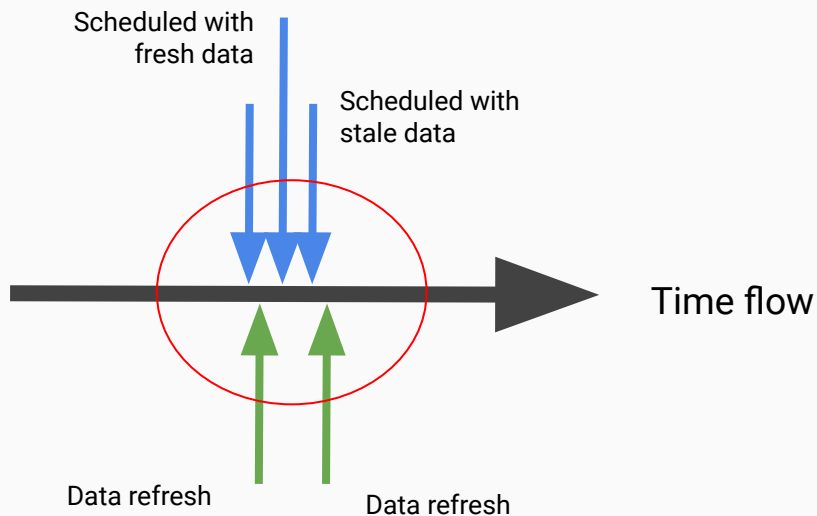 Scheduled with
fresh data
Scheduled with
stale data
Time flow
Data refresh
Data refresh